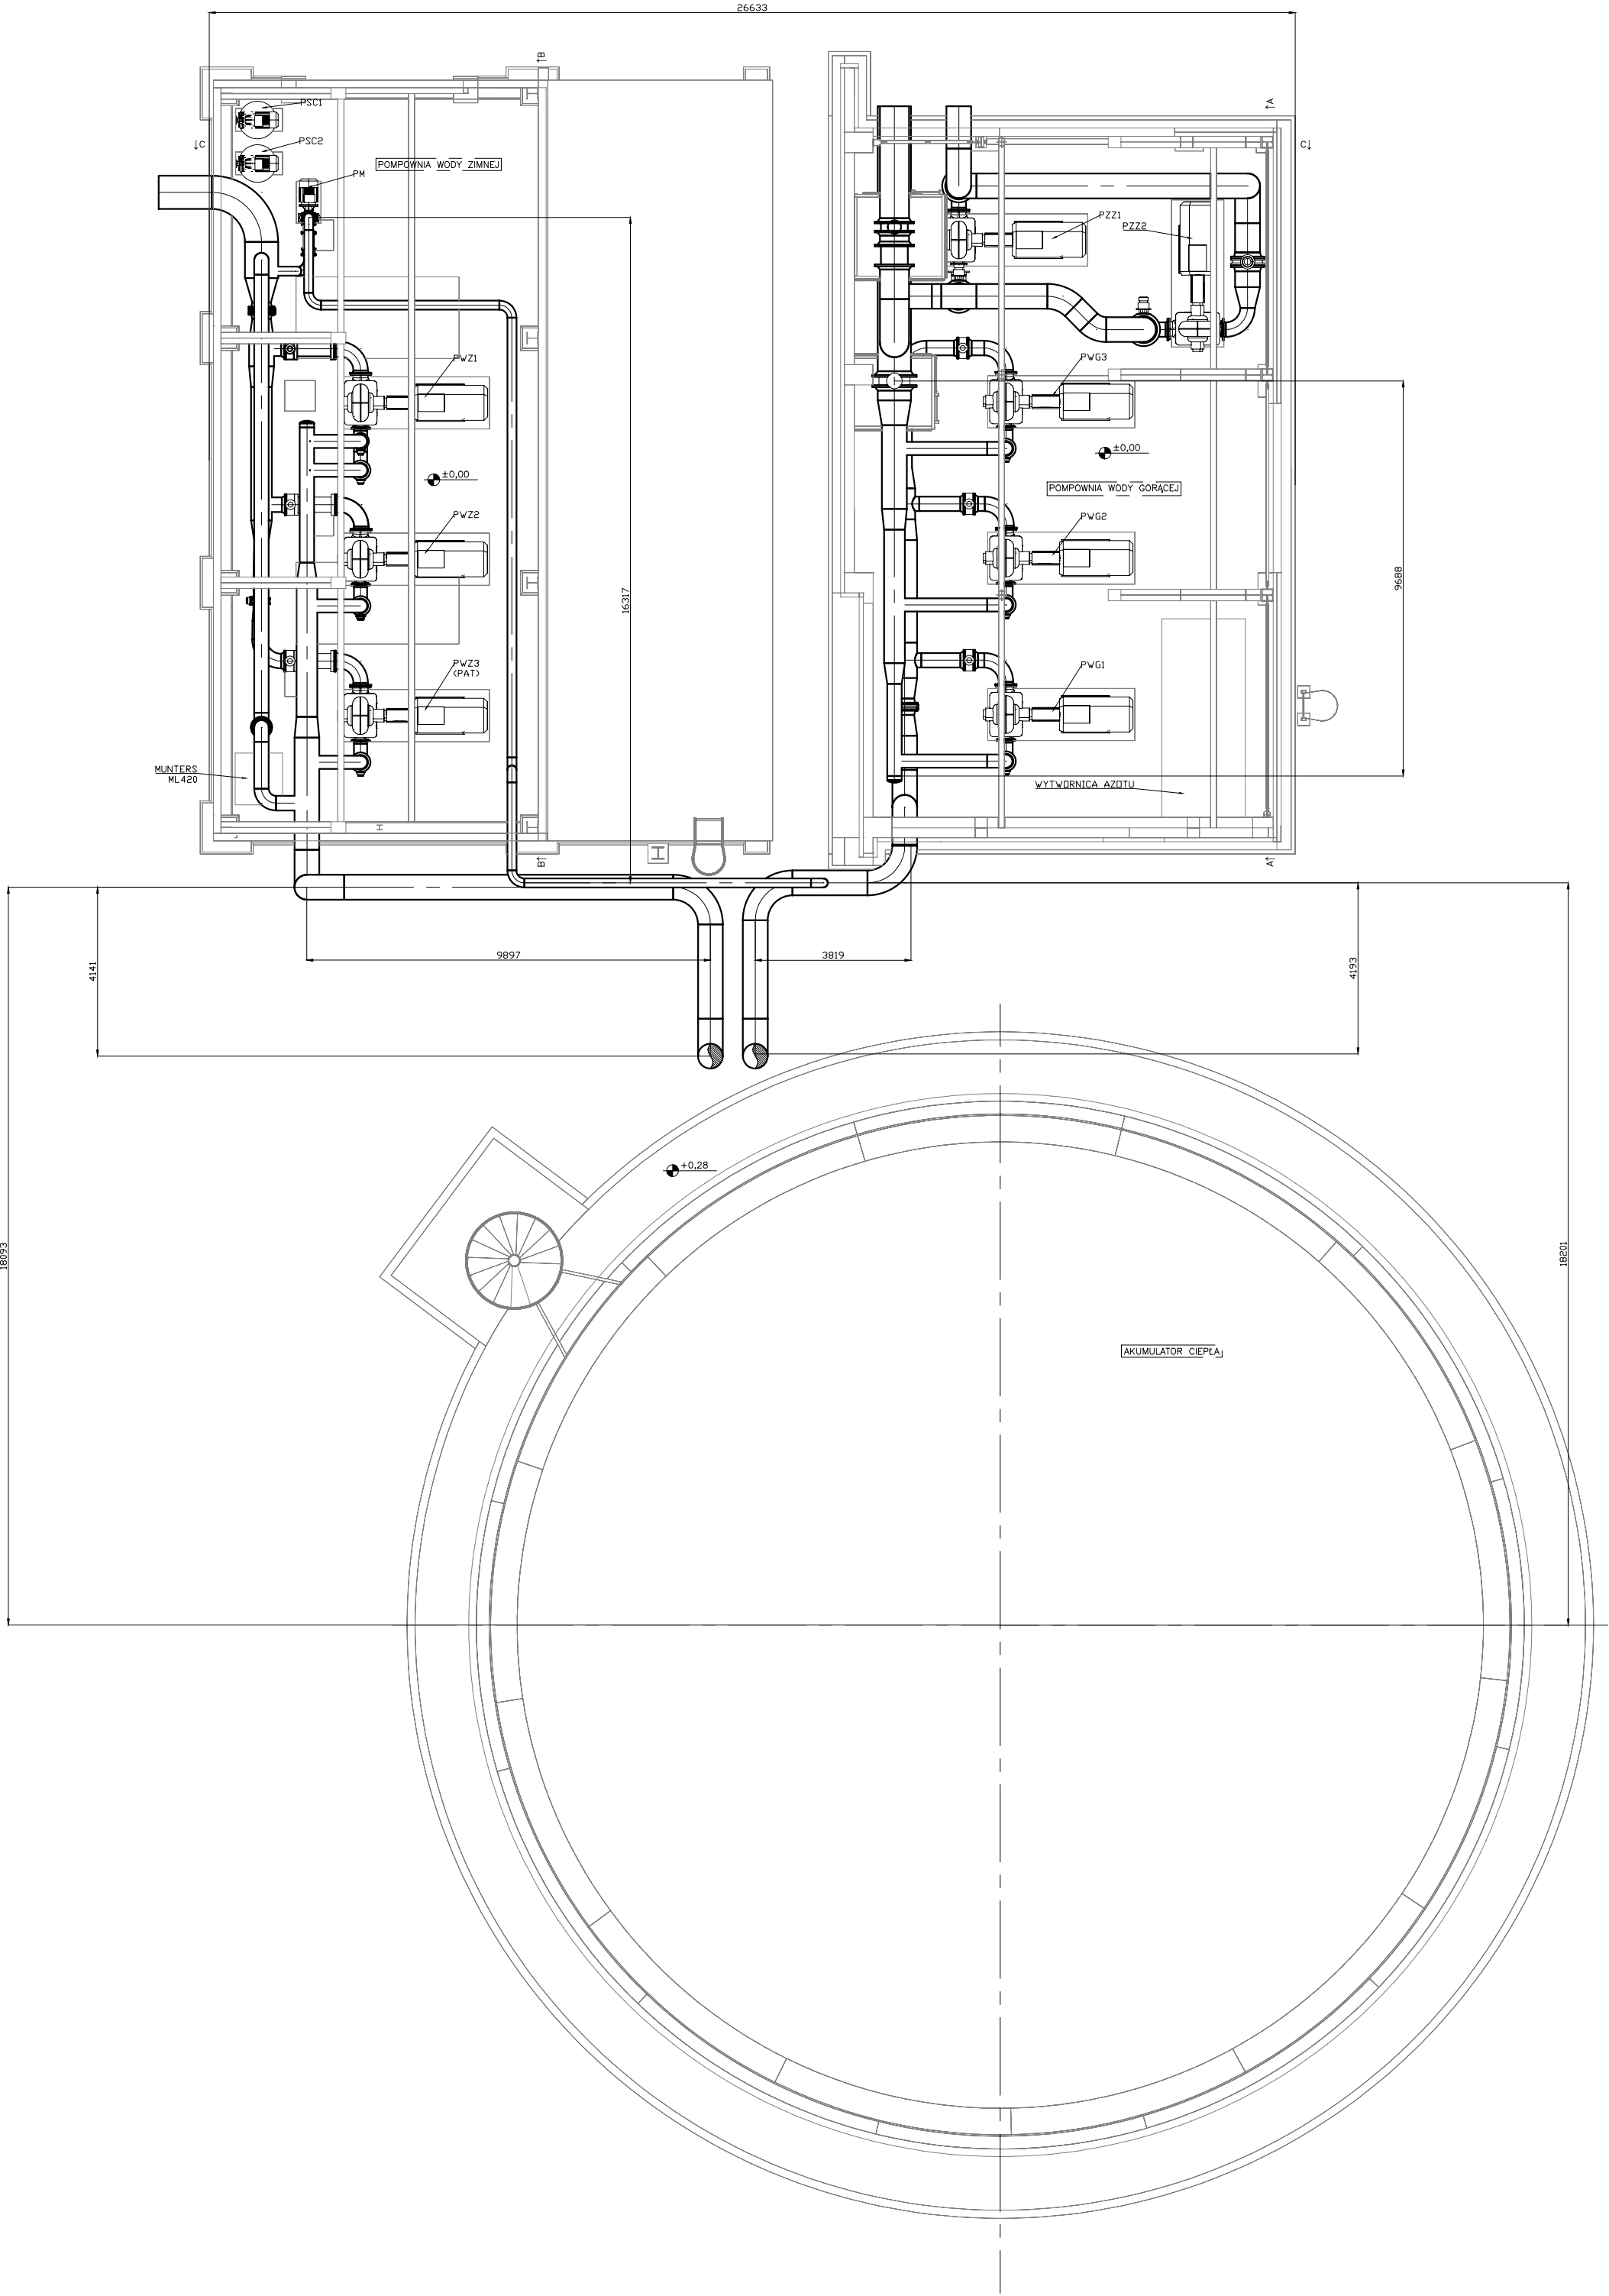 26633
↑B
PSC1
↑A
↓C
PSC2
C↓
POMPOWNIA WODY ZIMNEJ
PM
PZZ1
PZZ2
PWZ1
PWG3
±0,00
±0,00
POMPOWNIA WODY GORĄCEJ
PWZ2
PWG2
16317
9688
PWZ3
(PAT)
PWG1
MUNTERS
ML420
WYTWÓRNICA AZOTU
B↑
A↑
9897
3819
4141
4193
+0,28
18093
18201
AKUMULATOR CIEPŁA